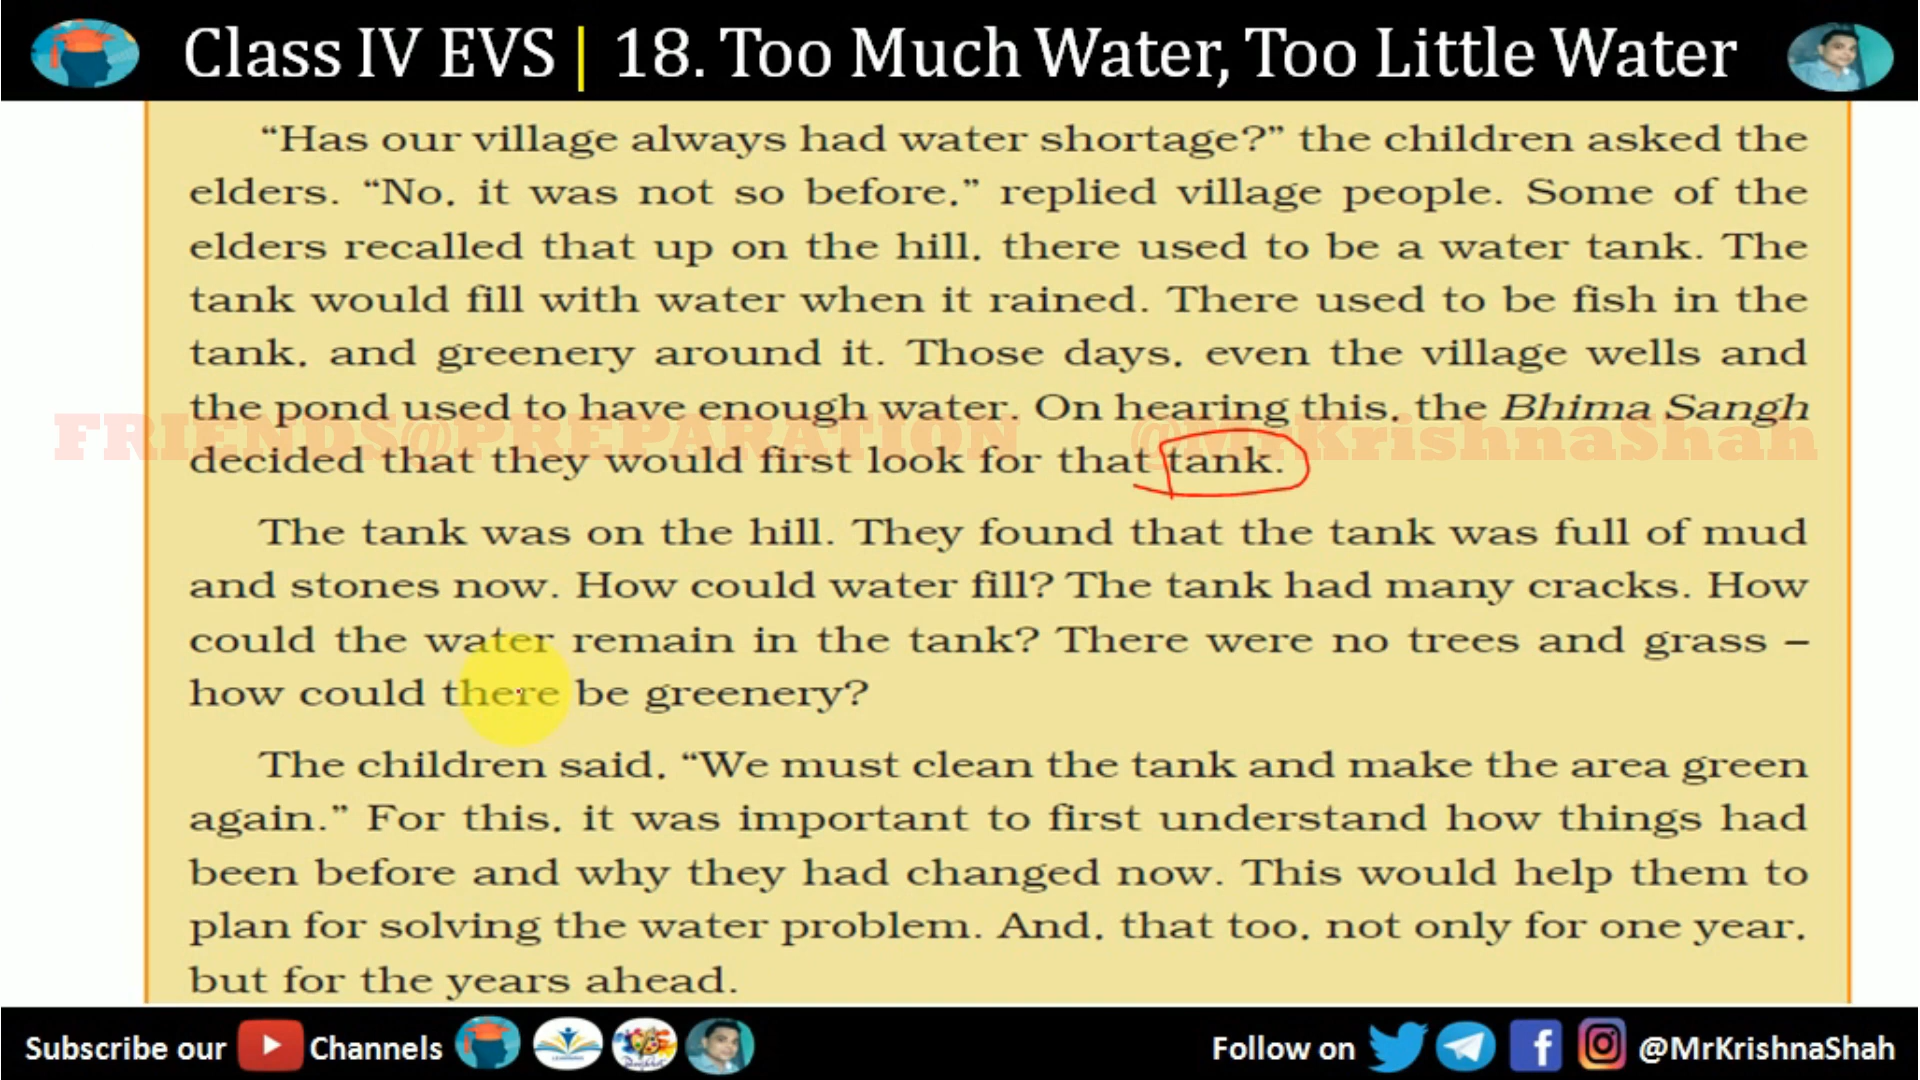 Class IV EVS | 18. Too Much Water, Too Little Water
“Has our village always had water shortage?” the children asked the
elders. “No, it was not so before,” replied village people. Some of the
elders recalled that up on the hill, there used to be a water tank. The
tank would fill with water when it rained. There used to be fish in the
tank, and greenery around it. Those days, even the village wells and
the pond used to have enough water. On hearing this, the Bhima Sangh
FRIENDS@PREPARATION @MrKrishnaShah
decided that they would first look for that tank.
The tank was on the hill. They found that the tank was full of mud
and stones now. How could water fill? The tank had many cracks. How
could the water remain in the tank? There were no trees and grass –
how could there be greenery?
The children said, “We must clean the tank and make the area green
again.” For this, it was important to first understand how things had
been before and why they had changed now. This would help them to
plan for solving the water problem. And, that too, not only for one year,
but for the years ahead.
Subscribe our Channels Follow on @MrKrishnaShah